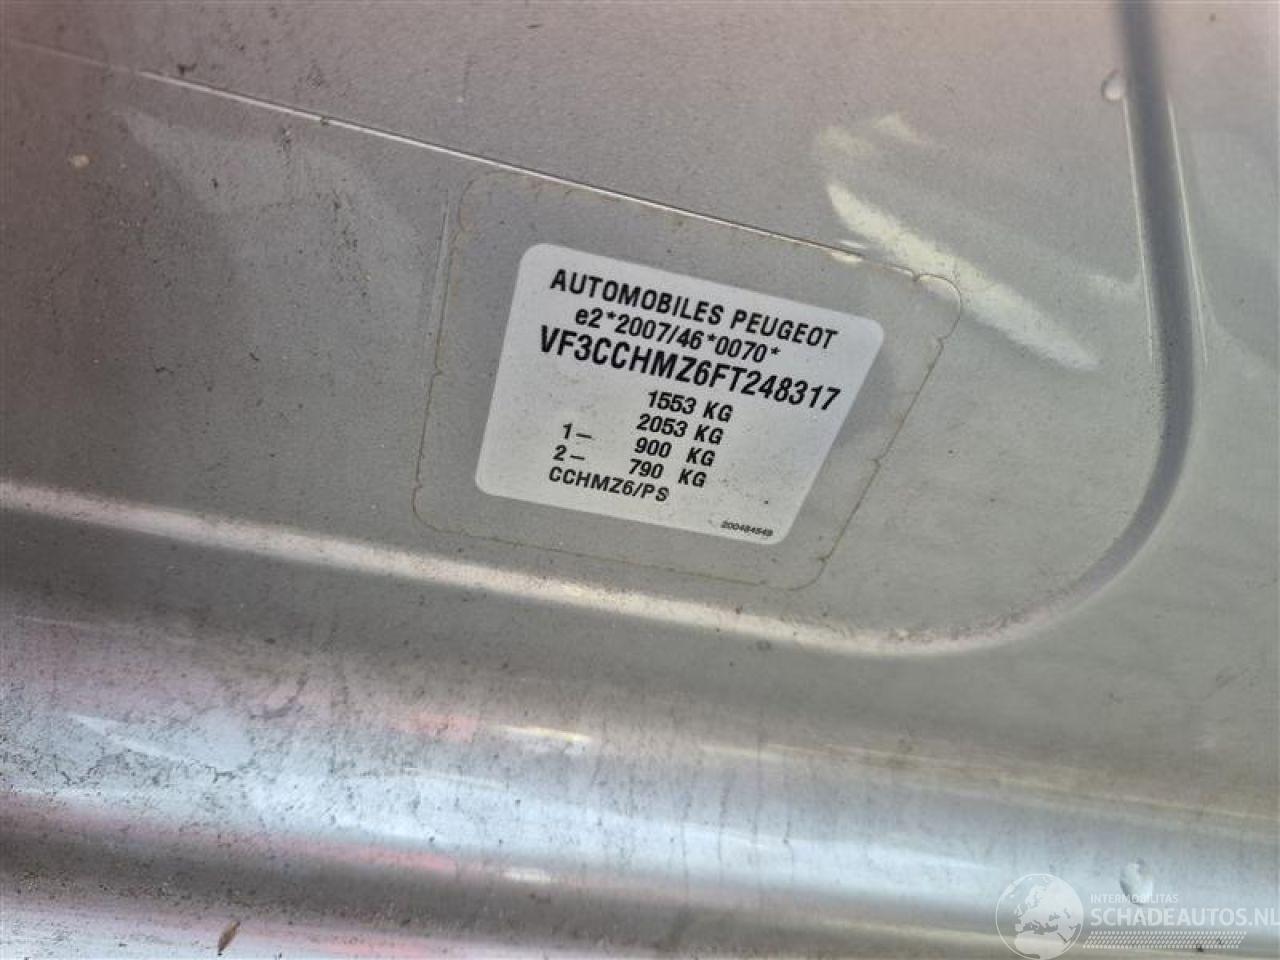 AUTOMOBILES PEUGEOT
e2*2007/46*0070*
VF3CCHMZ6FT248317
1553 KG
2053 KG
1– 900 KG
2– 790 KG
CCHMZ6/PS
200484549
INTERMOBILITAS
SCHADEAUTOS.NL